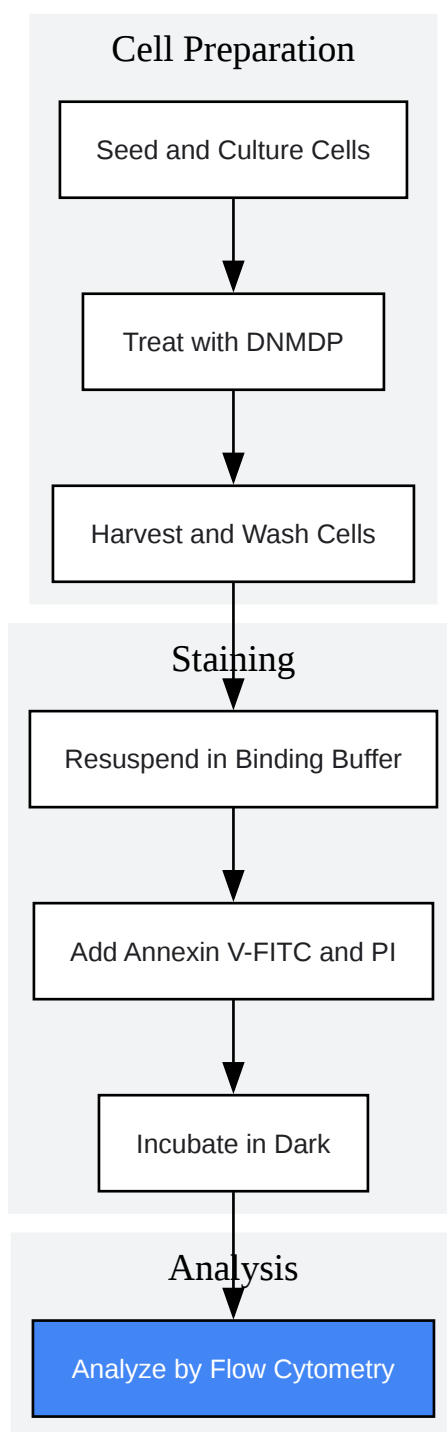 Cell Preparation
Seed and Culture Cells
Treat with DNMDP
Harvest and Wash Cells
Staining
Resuspend in Binding Buffer
Add Annexin V-FITC and PI
Incubate in Dark
Analysis
Analyze by Flow Cytometry